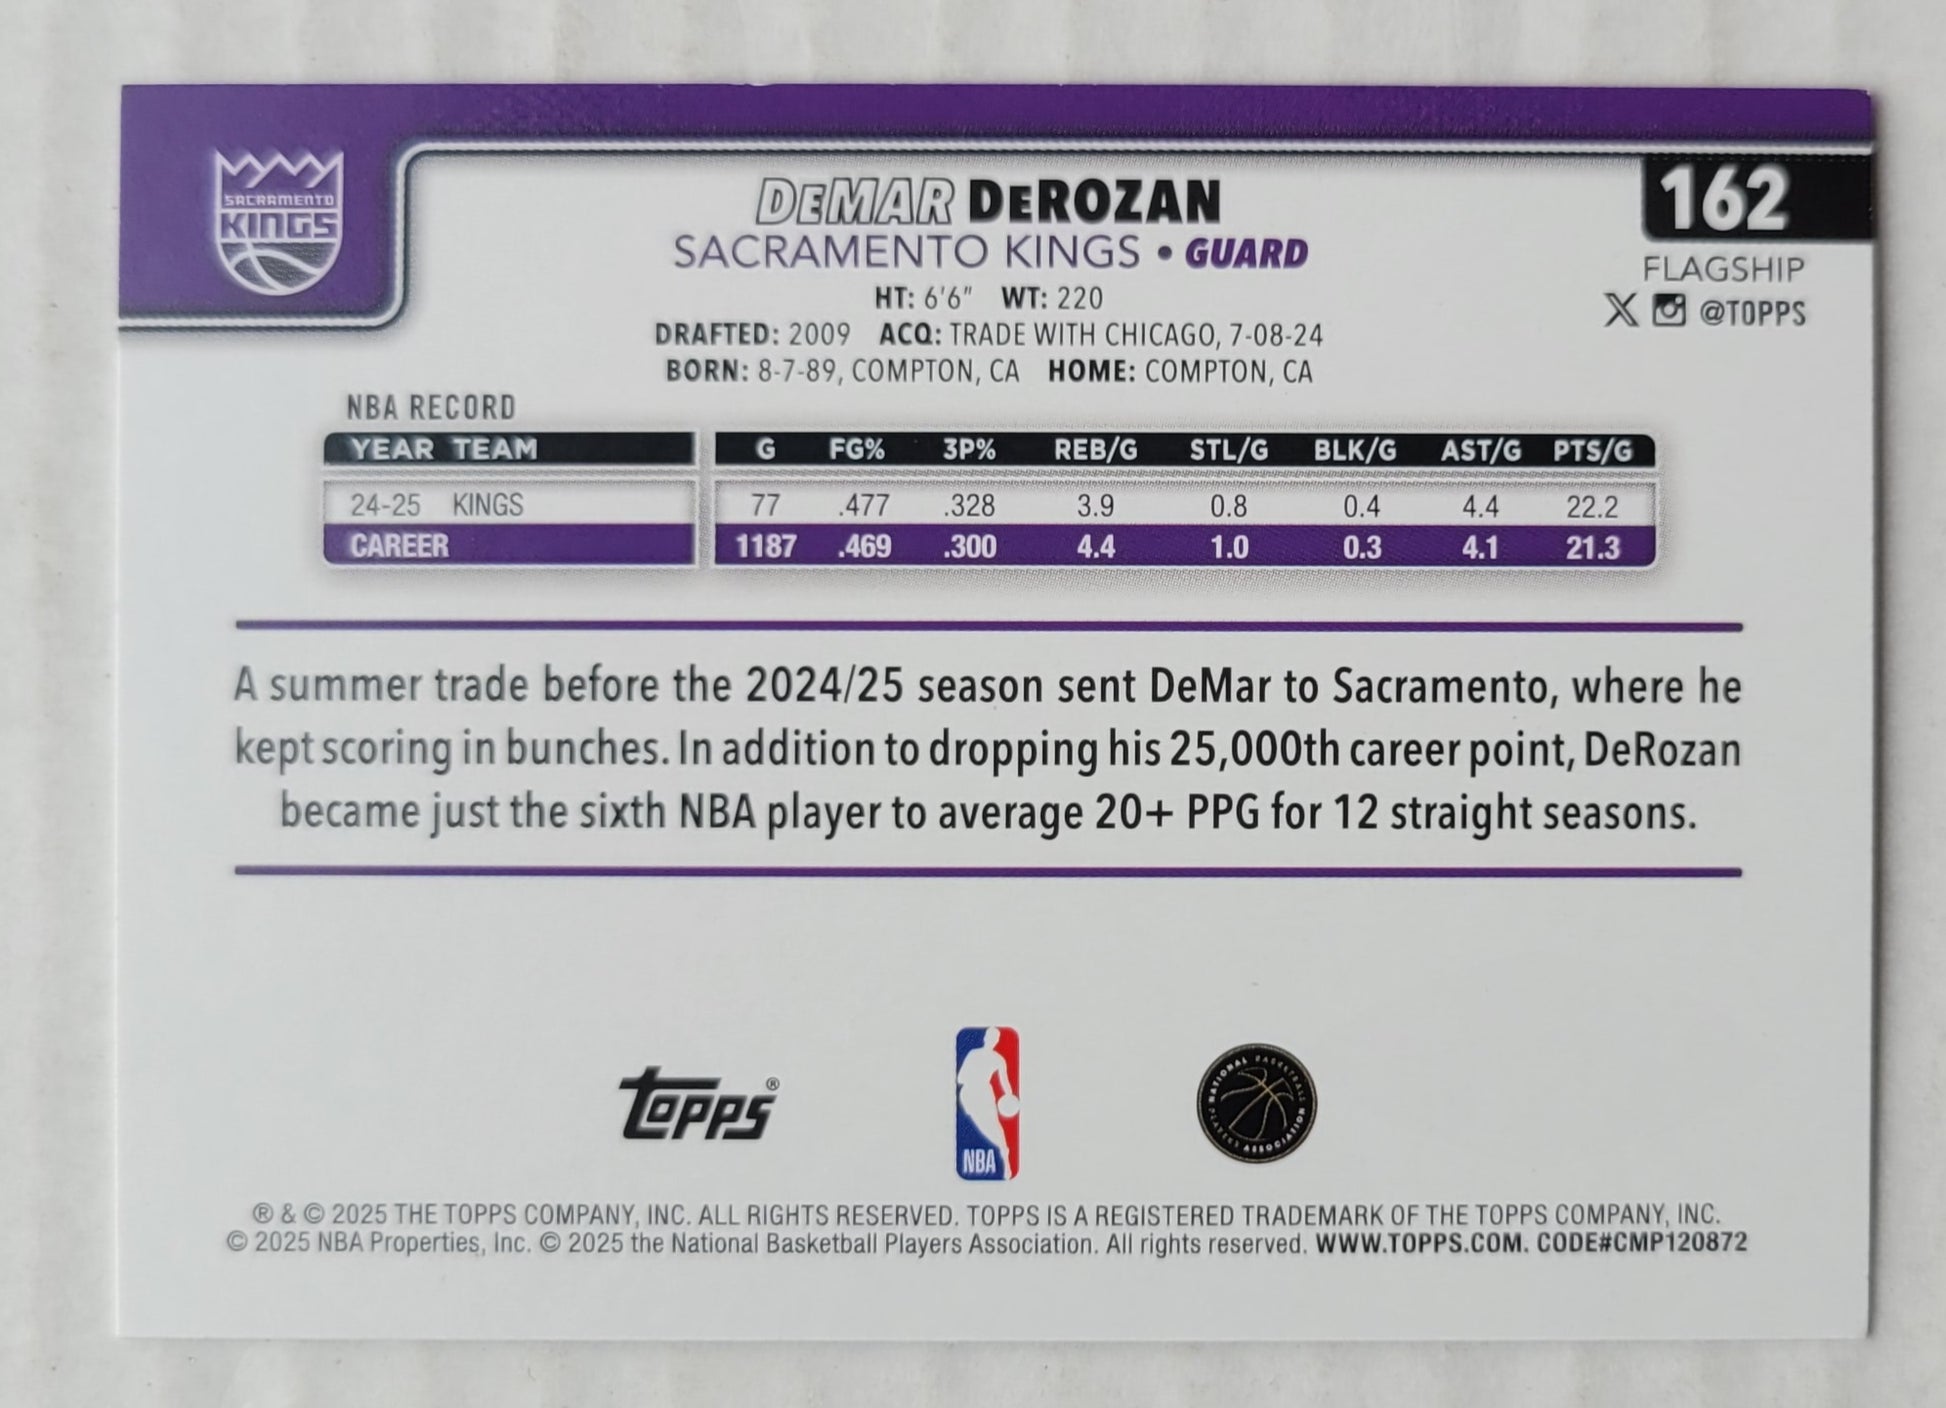 SACRAMENTO
KINGS
DeMAR DeROZAN
SACRAMENTO KINGS • GUARD
HT: 6'6" WT: 220
DRAFTED: 2009 ACQ: TRADE WITH CHICAGO, 7-08-24
BORN: 8-7-89, COMPTON, CA HOME: COMPTON, CA
162
FLAGSHIP
@TOPPS
NBA RECORD
YEAR TEAM G FG% 3P% REB/G STL/G BLK/G AST/G PTS/G
24-25 KINGS 77 .477 .328 3.9 0.8 0.4 4.4 22.2
CAREER 1187 .469 .300 4.4 1.0 0.3 4.1 21.3
A summer trade before the 2024/25 season sent DeMar to Sacramento, where he
kept scoring in bunches. In addition to dropping his 25,000th career point, DeRozan
became just the sixth NBA player to average 20+ PPG for 12 straight seasons.
Topps®
NBA
NATIONAL BASKETBALL PLAYERS ASSOCIATION
® & © 2025 THE TOPPS COMPANY, INC. ALL RIGHTS RESERVED. TOPPS IS A REGISTERED TRADEMARK OF THE TOPPS COMPANY, INC.
© 2025 NBA Properties, Inc. © 2025 the National Basketball Players Association. All rights reserved. WWW.TOPPS.COM. CODE#CMP120872